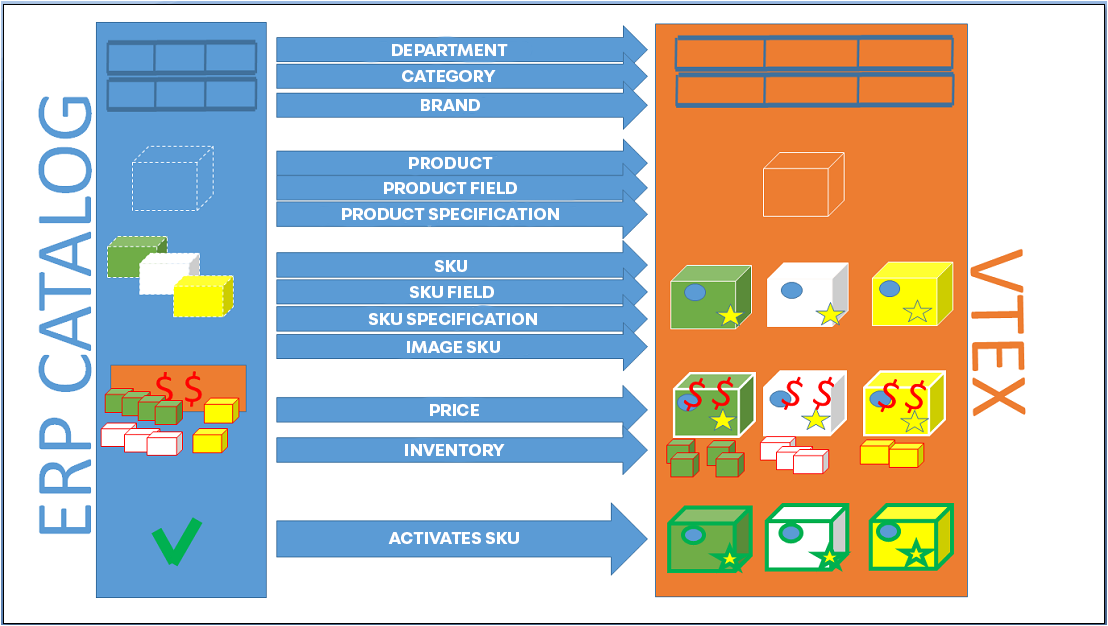 ERP CATALOG
DEPARTMENT
CATEGORY
BRAND
PRODUCT
PRODUCT FIELD
PRODUCT SPECIFICATION
SKU
SKU FIELD
SKU SPECIFICATION
IMAGE SKU
$ $
PRICE
$ $
$ $
$ $
INVENTORY
ACTIVATES SKU
VTEX